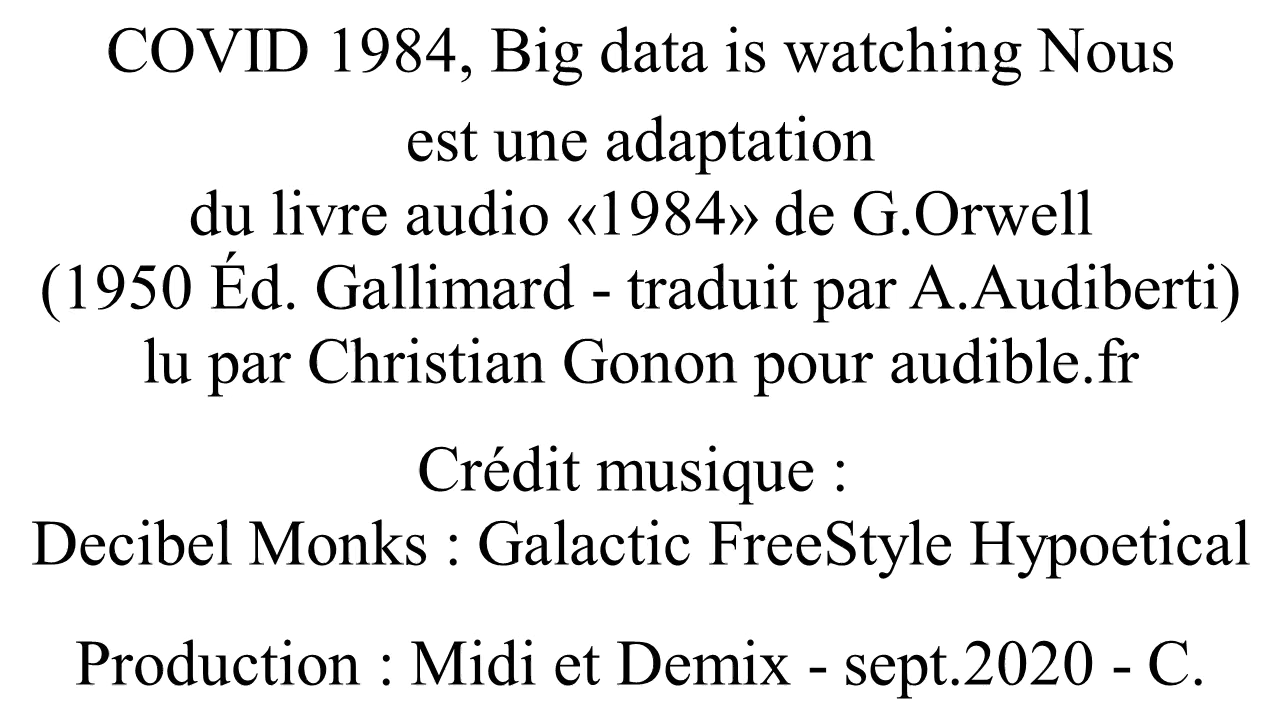 COVID 1984, Big data is watching Nous
est une adaptation
du livre audio «1984» de G.Orwell
(1950 Éd. Gallimard - traduit par A.Audiberti)
lu par Christian Gonon pour audible.fr
Crédit musique :
Decibel Monks : Galactic FreeStyle Hypoetical
Production : Midi et Demix - sept.2020 - C.